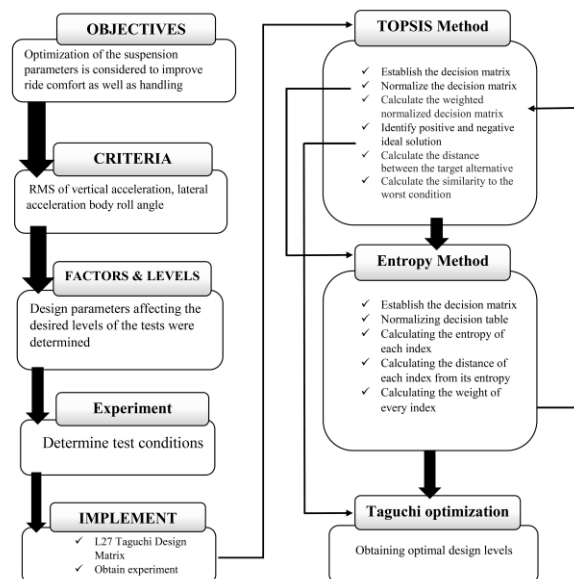 OBJECTIVES
Optimization of the suspension
parameters is considered to improve
ride comfort as well as handling
CRITERIA
RMS of vertical acceleration, lateral
acceleration body roll angle
FACTORS & LEVELS
Design parameters affecting the
desired levels of the tests were
determined
Experiment
Determine test conditions
IMPLEMENT
✓ L27 Taguchi Design
Matrix
✓ Obtain experiment
TOPSIS Method
✓ Establish the decision matrix
✓ Normalize the decision matrix
✓ Calculate the weighted
normalized decision matrix
✓ Identify positive and negative
ideal solution
✓ Calculate the distance
between the target alternative
✓ Calculate the similarity to the
worst condition
Entropy Method
✓ Establish the decision matrix
✓ Normalizing decision table
✓ Calculating the entropy of
each index
✓ Calculating the distance of
each index from its entropy
✓ Calculating the weight of
every index
Taguchi optimization
Obtaining optimal design levels